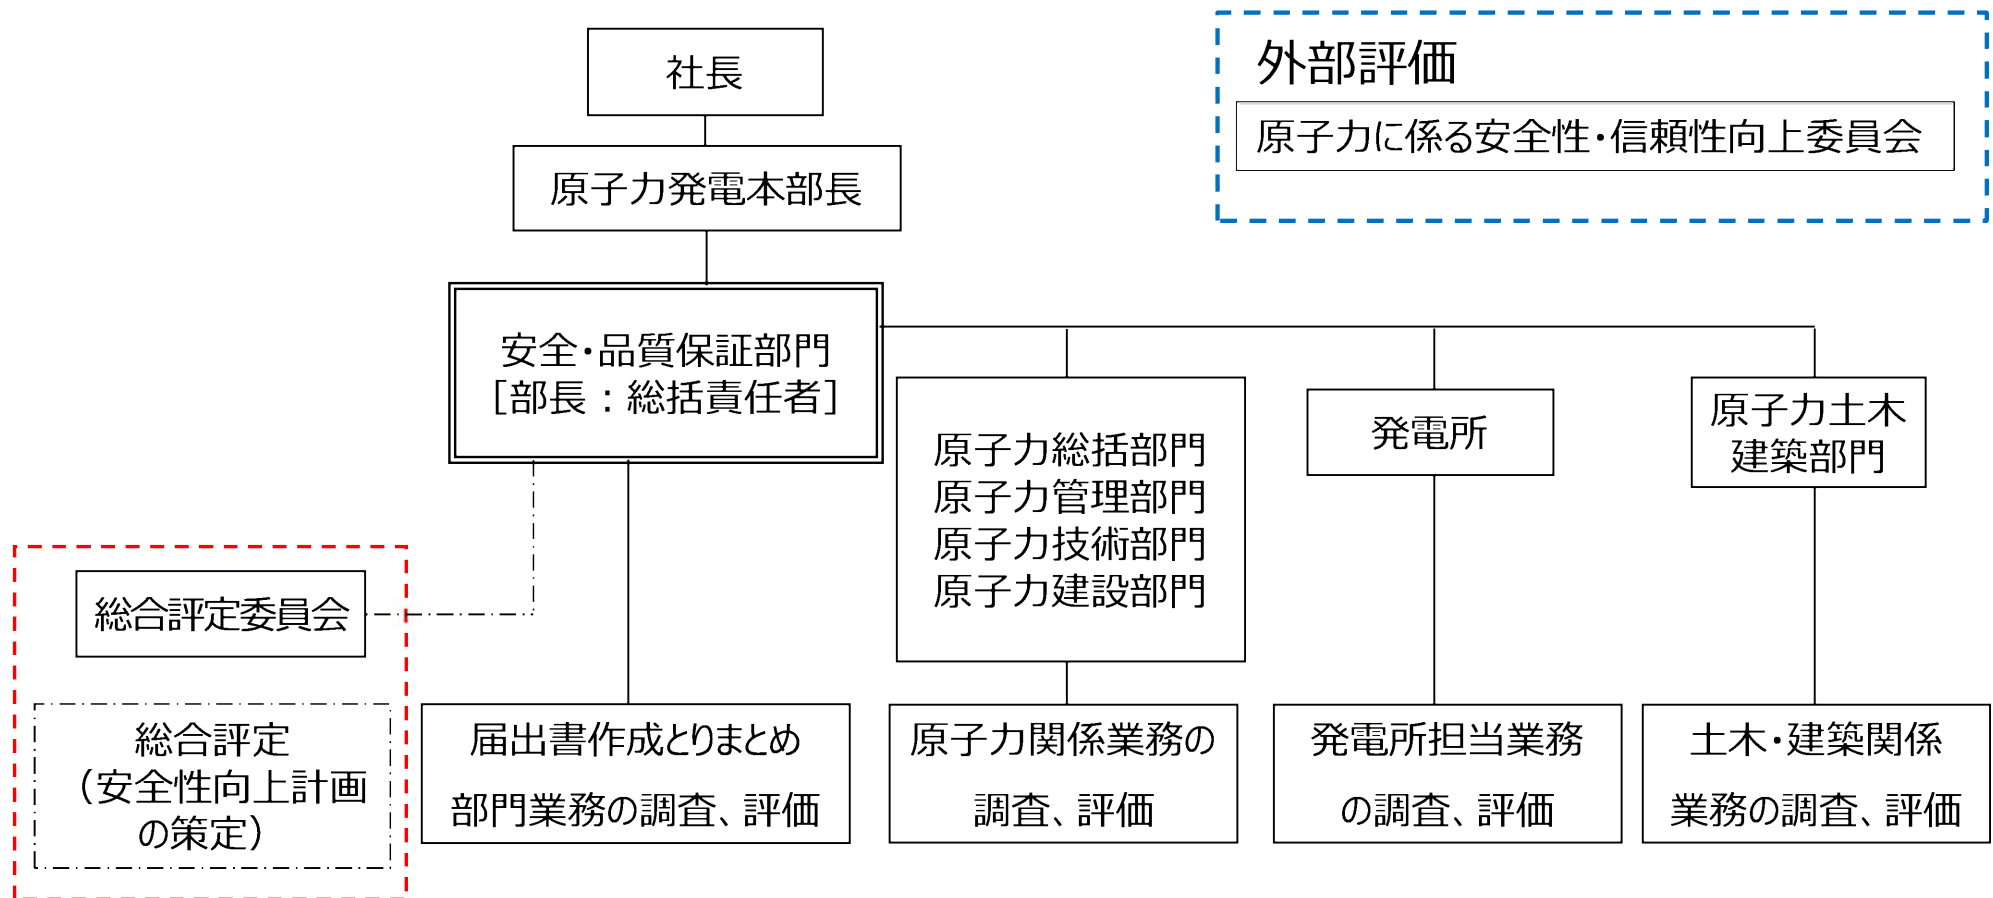 社長
外部評価
原子力に係る安全性・信頼性向上委員会
原子力発電本部長
安全・品質保証部門
[部長：総括責任者]
原子力総括部門
原子力管理部門
原子力技術部門
原子力建設部門
発電所
原子力土木
建築部門
総合評定委員会
総合評定
（安全性向上計画
の策定）
届出書作成とりまとめ
部門業務の調査、評価
原子力関係業務の
調査、評価
発電所担当業務
の調査、評価
土木・建築関係
業務の調査、評価